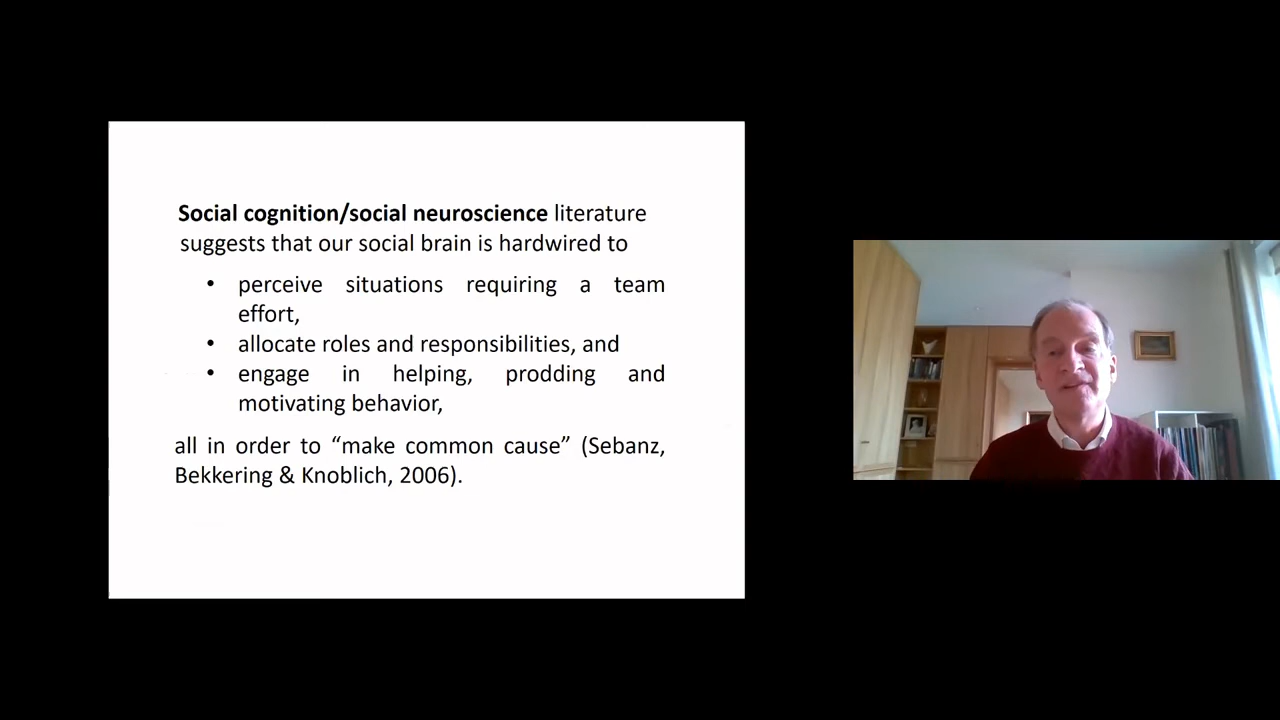 Social cognition/social neuroscience literature
suggests that our social brain is hardwired to
• perceive situations requiring a team
effort,
• allocate roles and responsibilities, and
• engage in helping, prodding and
motivating behavior,
all in order to “make common cause” (Sebanz,
Bekkering & Knoblich, 2006).